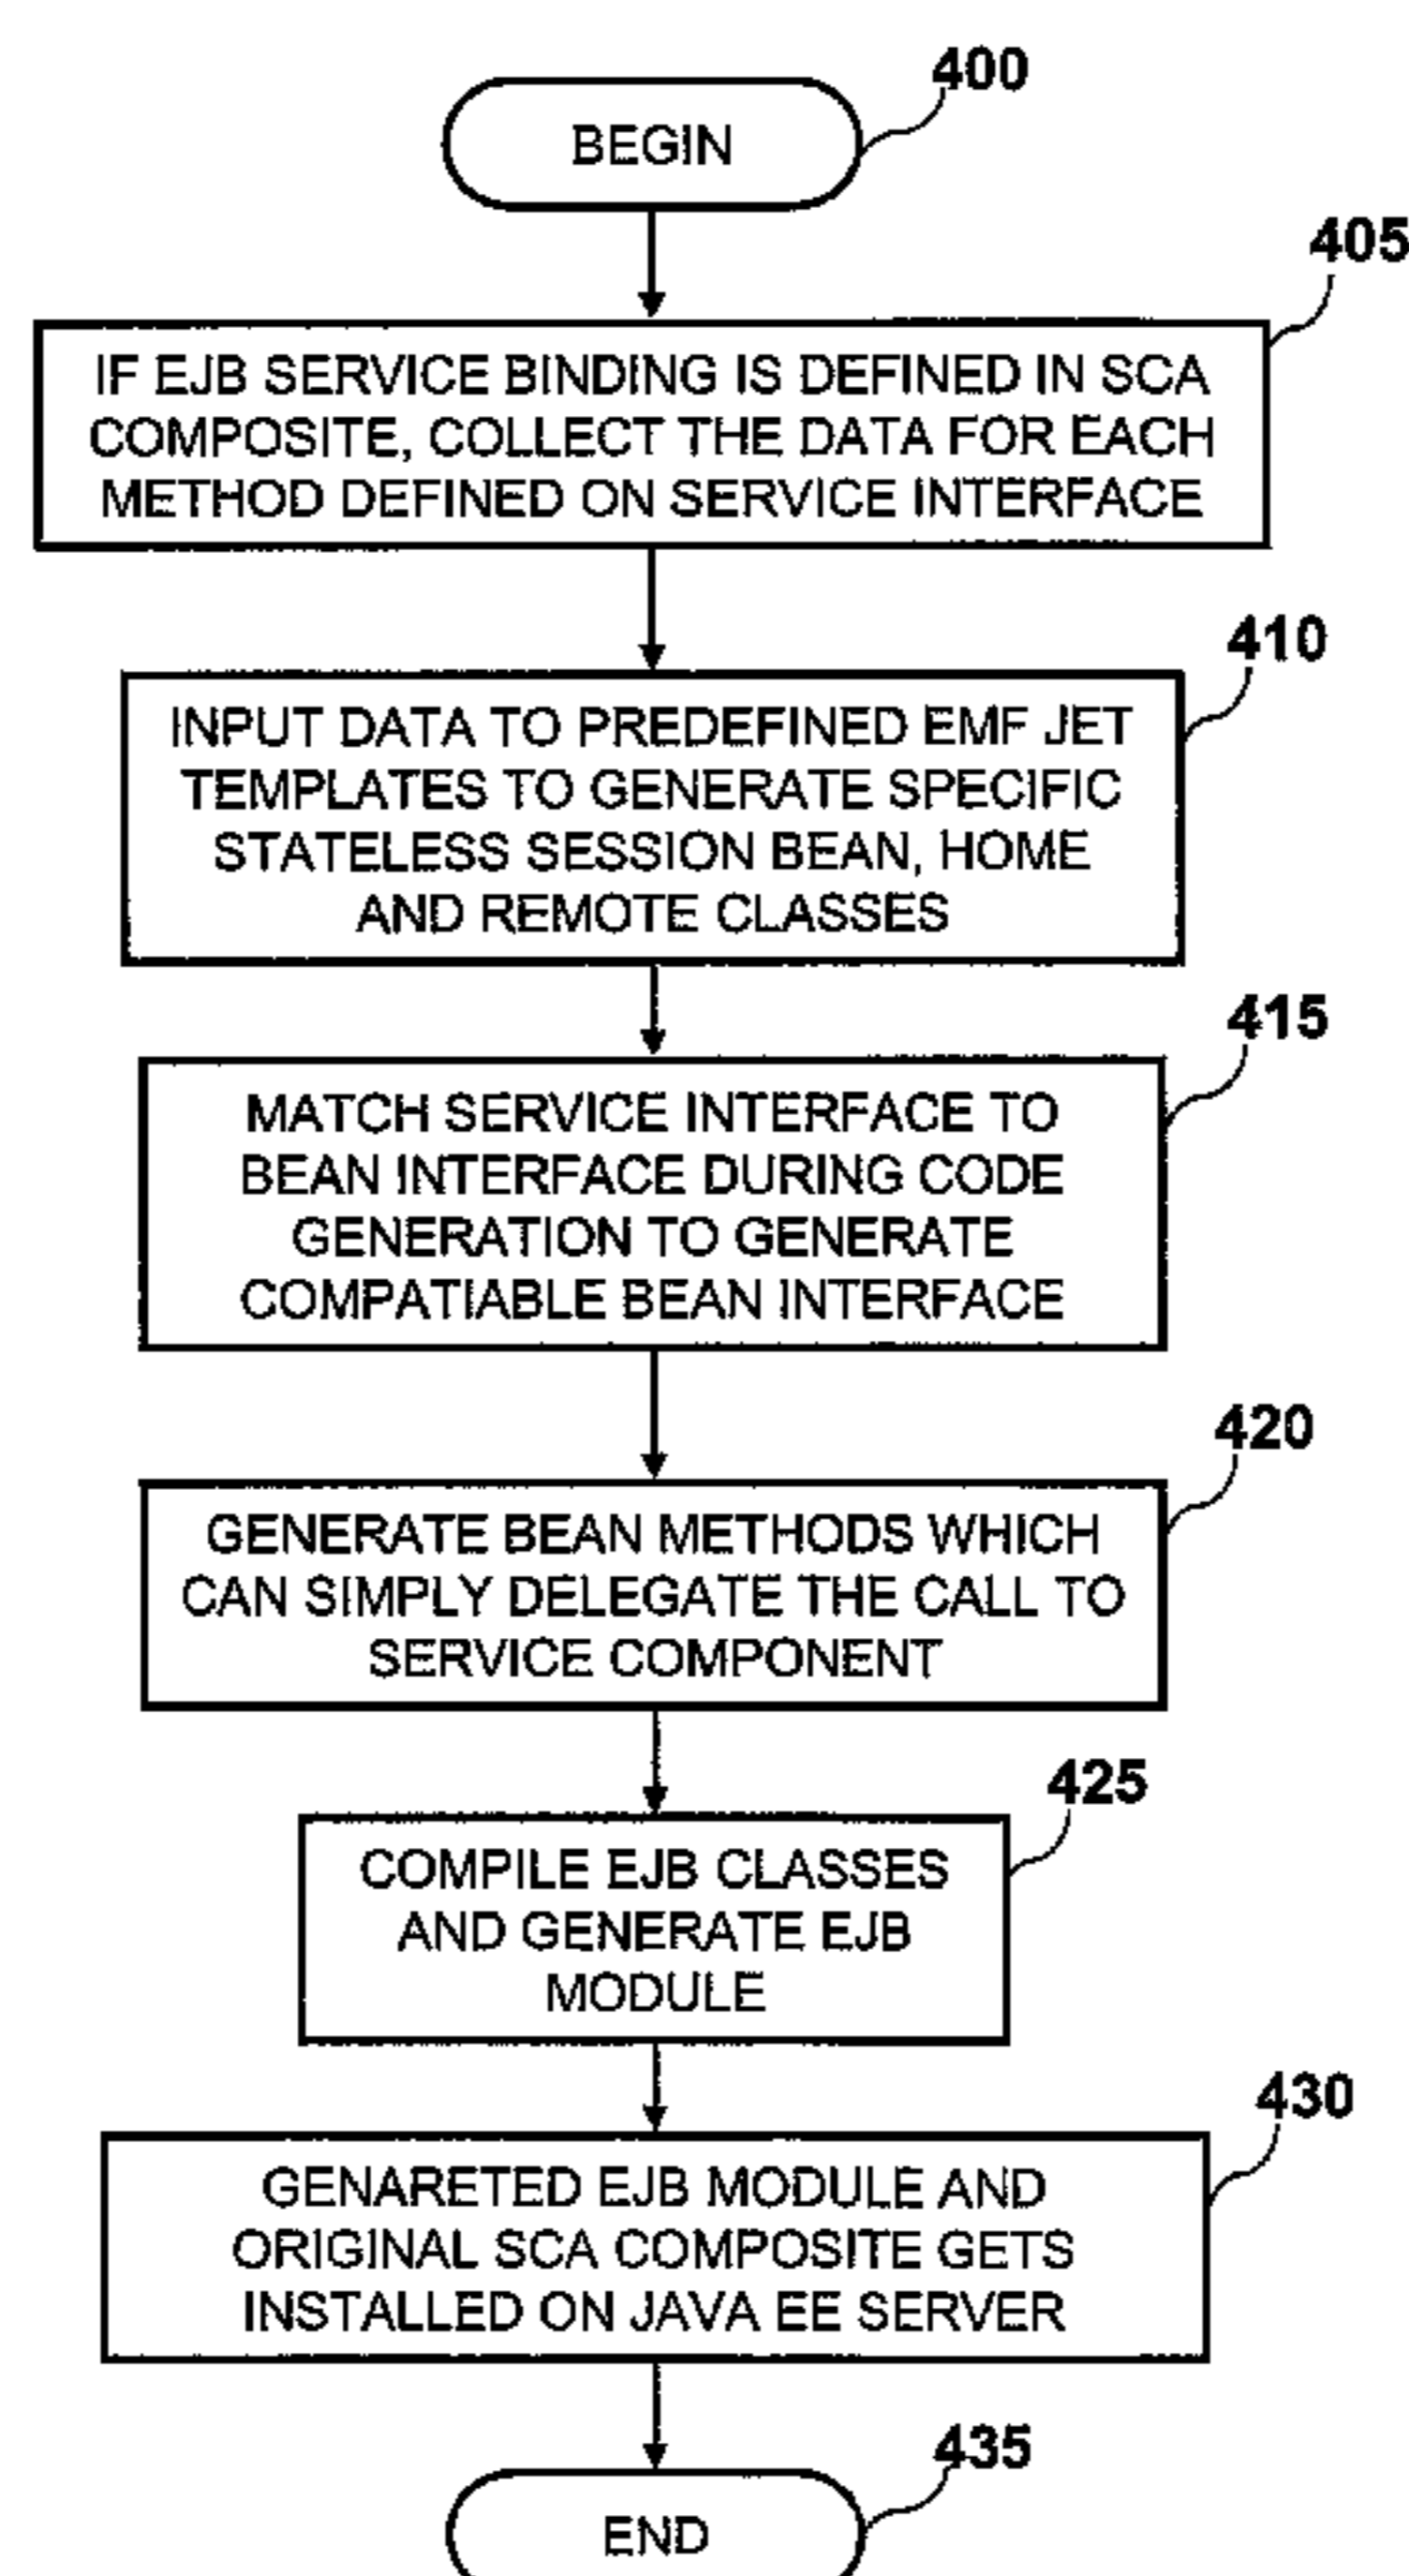 400
BEGIN
405
IF EJB SERVICE BINDING IS DEFINED IN SCA
COMPOSITE, COLLECT THE DATA FOR EACH
METHOD DEFINED ON SERVICE INTERFACE
410
INPUT DATA TO PREDEFINED EMF JET
TEMPLATES TO GENERATE SPECIFIC
STATELESS SESSION BEAN, HOME
AND REMOTE CLASSES
415
MATCH SERVICE INTERFACE TO
BEAN INTERFACE DURING CODE
GENERATION TO GENERATE
COMPATIABLE BEAN INTERFACE
420
GENERATE BEAN METHODS WHICH
CAN SIMPLY DELEGATE THE CALL TO
SERVICE COMPONENT
425
COMPILE EJB CLASSES
AND GENERATE EJB
MODULE
430
GENARETED EJB MODULE AND
ORIGINAL SCA COMPOSITE GETS
INSTALLED ON JAVA EE SERVER
435
END